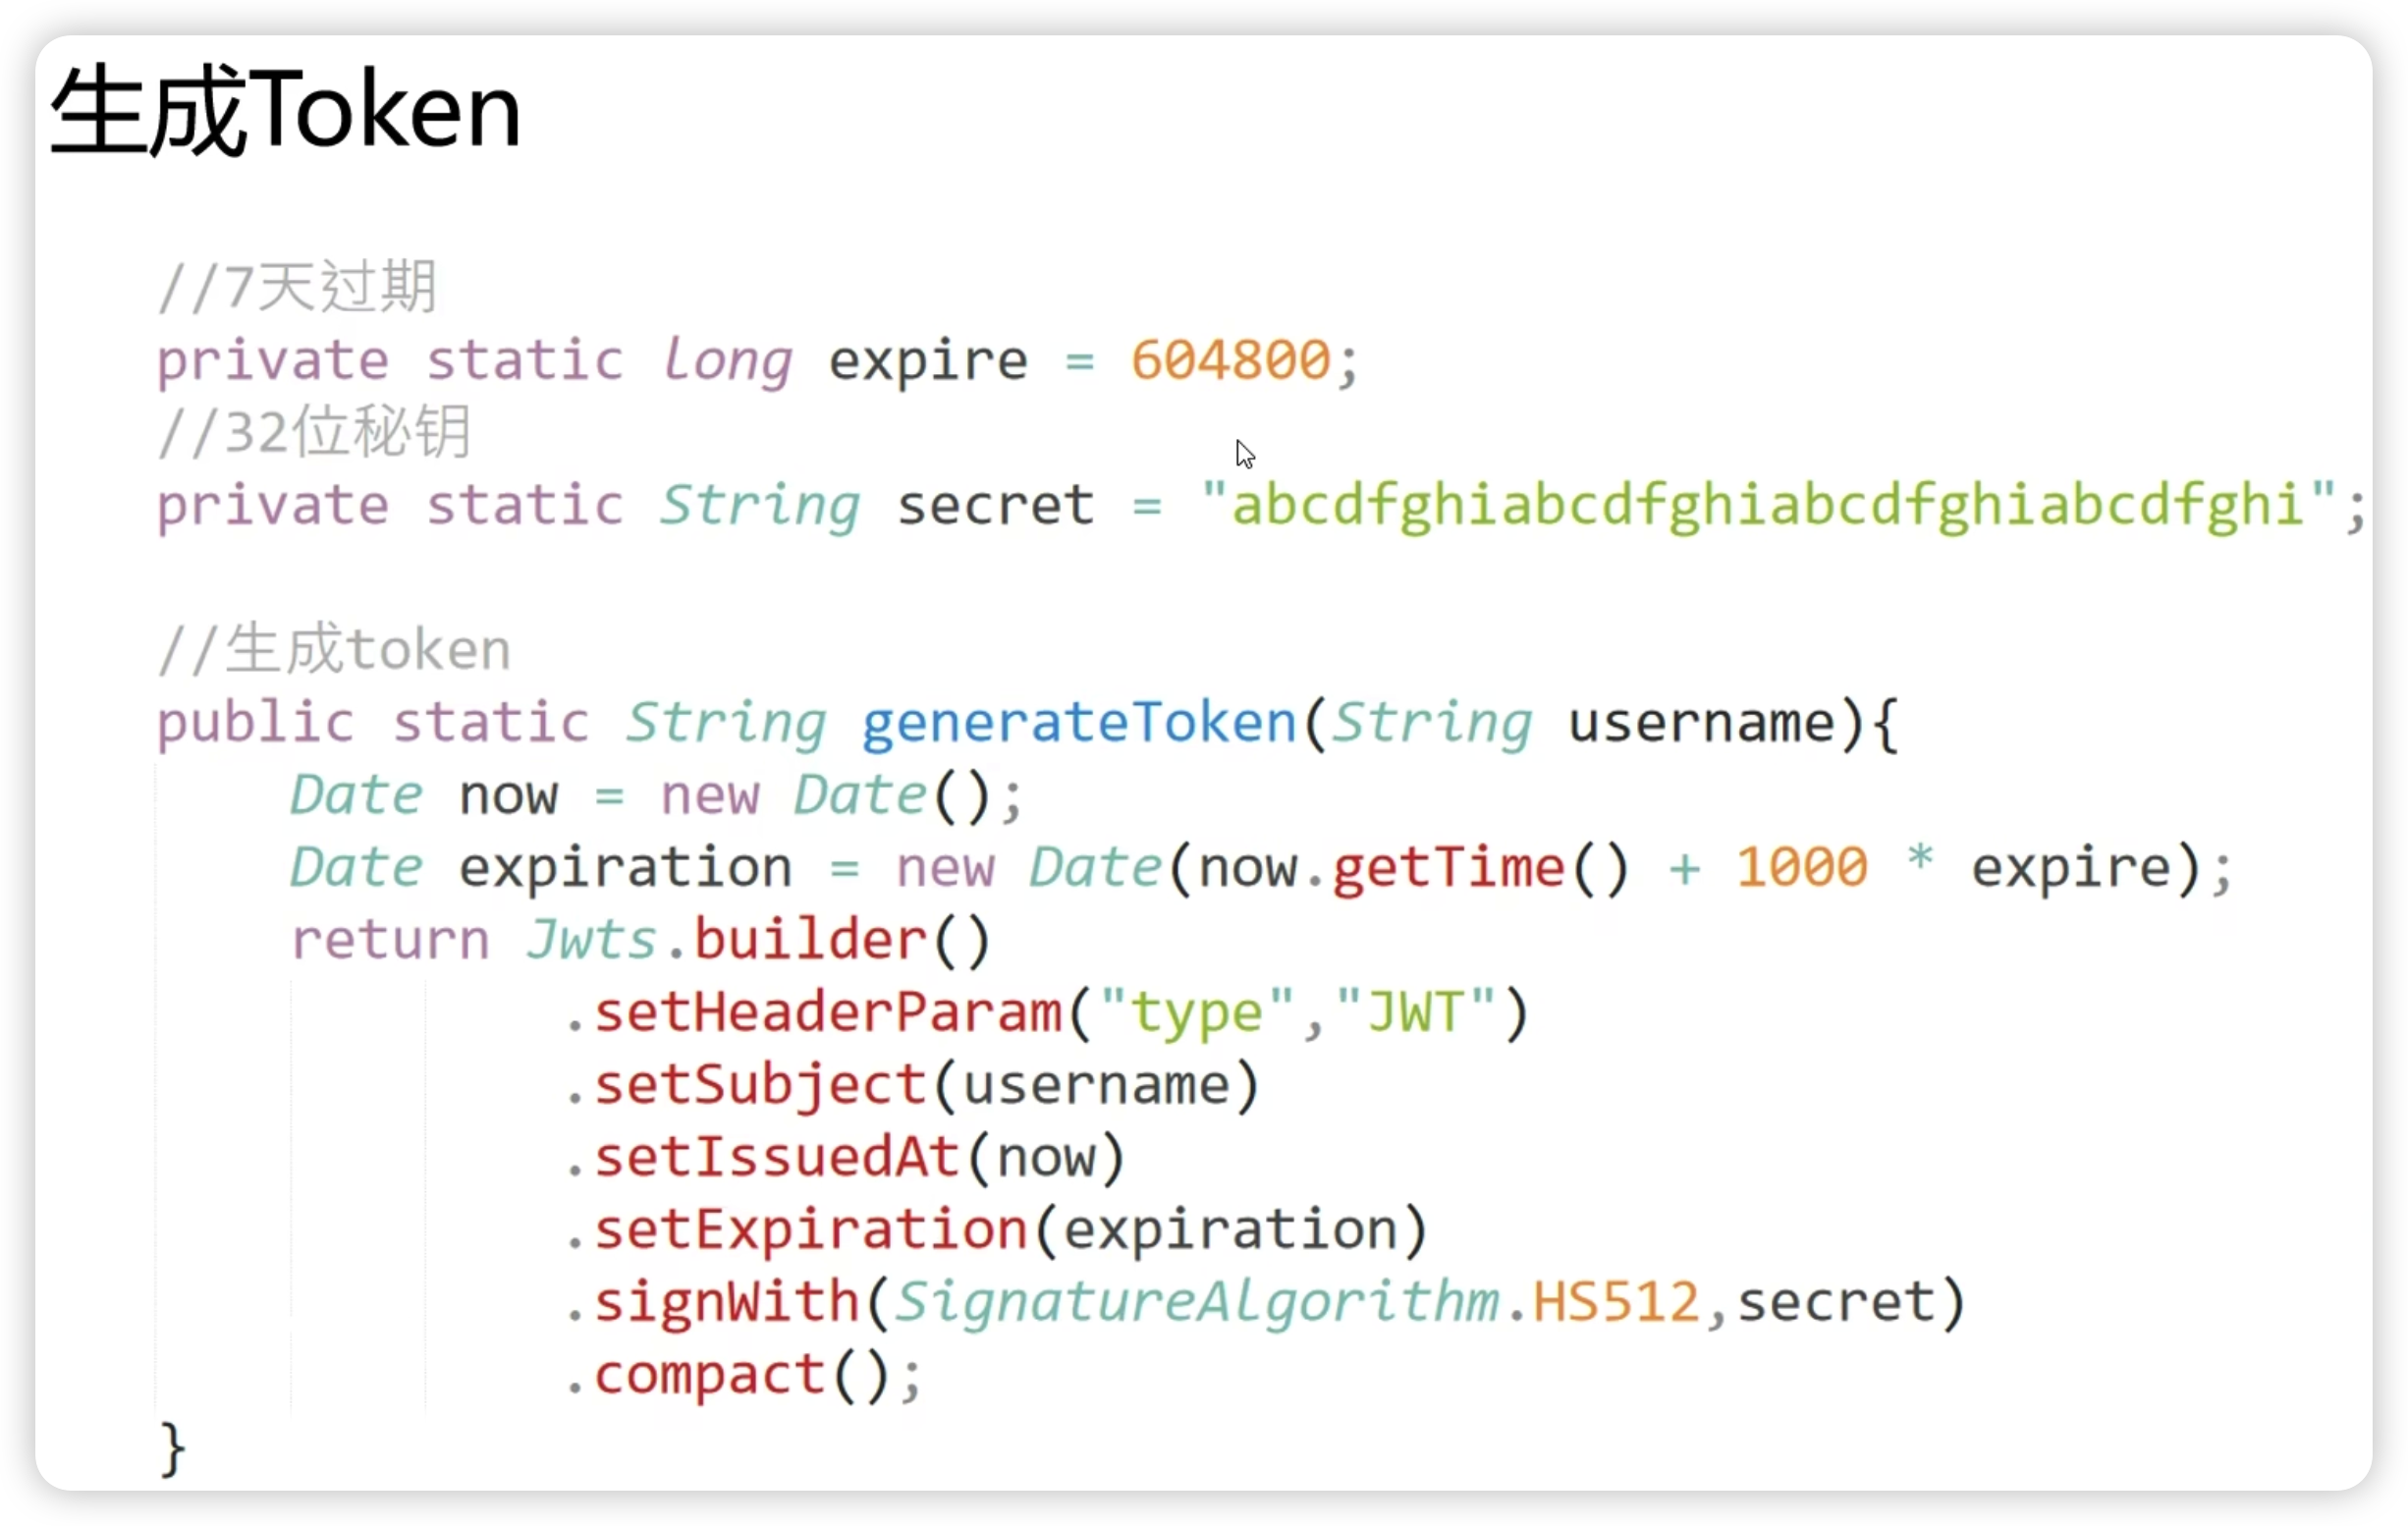 生成Token
//7天过期
private static long expire = 604800;
//32位秘钥
private static String secret = "abcdfghiabcdfghiabcdfghiabcdfghi";
//生成token
public static String generateToken(String username){
Date now = new Date();
Date expiration = new Date(now.getTime() + 1000 * expire);
return Jwts.builder()
.setHeaderParam("type","JWT")
.setSubject(username)
.setIssuedAt(now)
.setExpiration(expiration)
.signWith(SignatureAlgorithm.HS512,secret)
.compact();
}